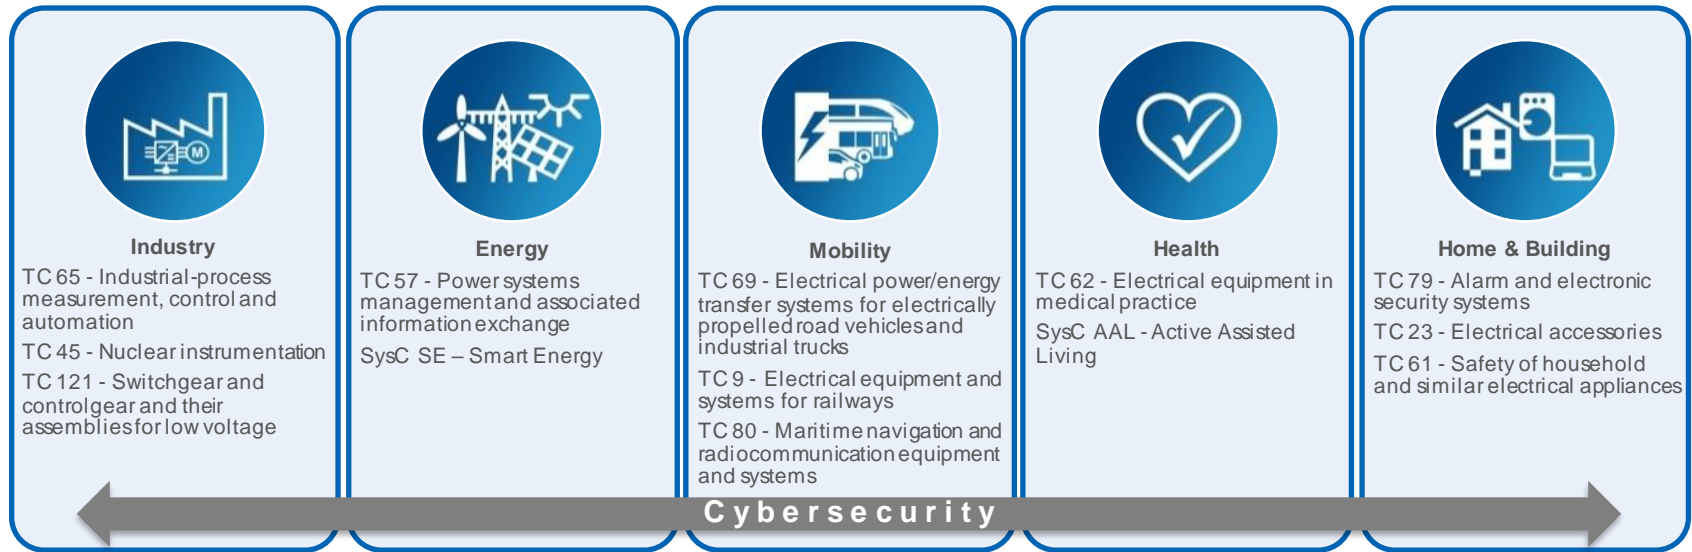 Industry
TC 65 - Industrial-process
measurement, control and
automation
TC 45 - Nuclear instrumentation
TC 121 - Switchgear and
controlgear and their
assemblies for low voltage
Energy
TC 57 - Power systems
management and associated
information exchange
SysC SE – Smart Energy
Mobility
TC 69 - Electrical power/energy
transfer systems for electrically
propelled road vehicles and
industrial trucks
TC 9 - Electrical equipment and
systems for railways
TC 80 - Maritime navigation and
radiocommunication equipment
and systems
Health
TC 62 - Electrical equipment in
medical practice
SysC AAL - Active Assisted
Living
Home & Building
TC 79 - Alarm and electronic
security systems
TC 23 - Electrical accessories
TC 61 - Safety of household
and similar electrical appliances
M
Cybersecurity